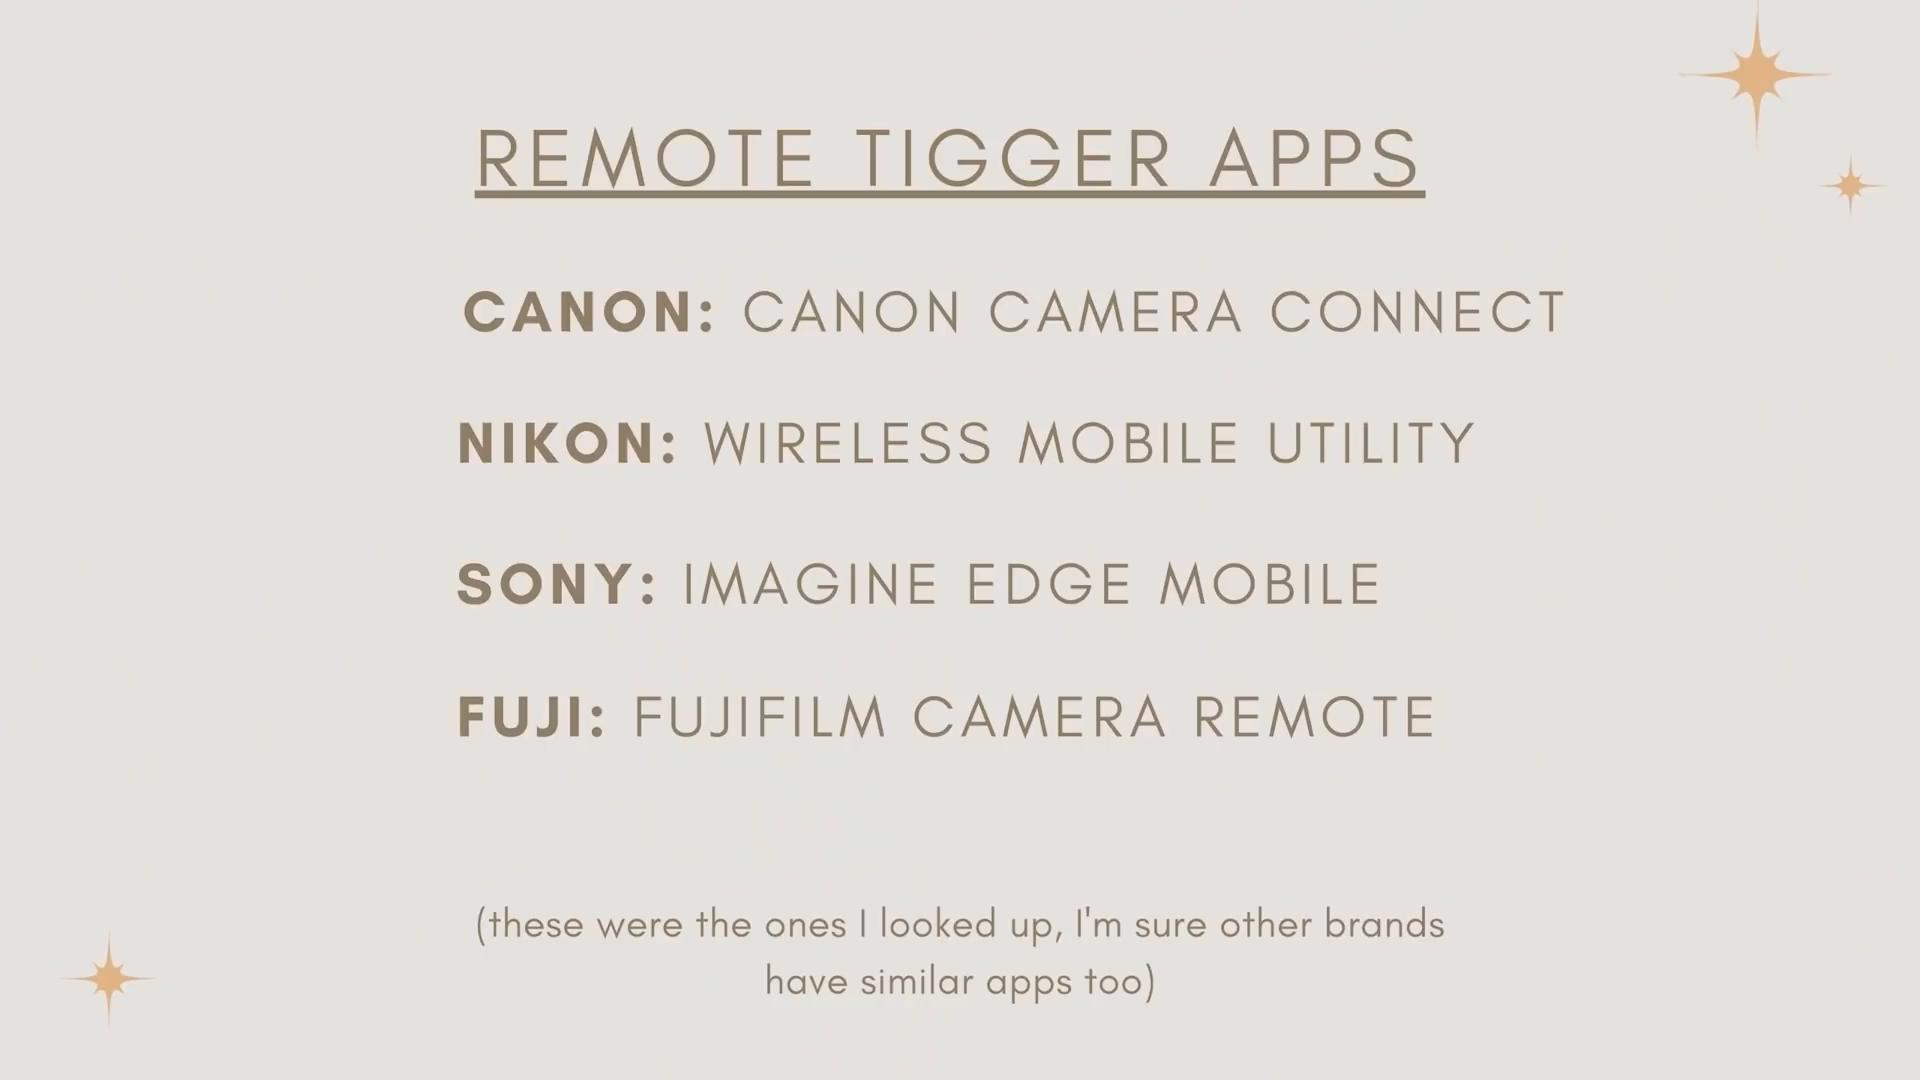 REMOTE TIGGER APPS
CANON: CANON CAMERA CONNECT
NIKON: WIRELESS MOBILE UTILITY
SONY: IMAGINE EDGE MOBILE
FUJI: FUJIFILM CAMERA REMOTE
(these were the ones I looked up, I'm sure other brands
have similar apps too)